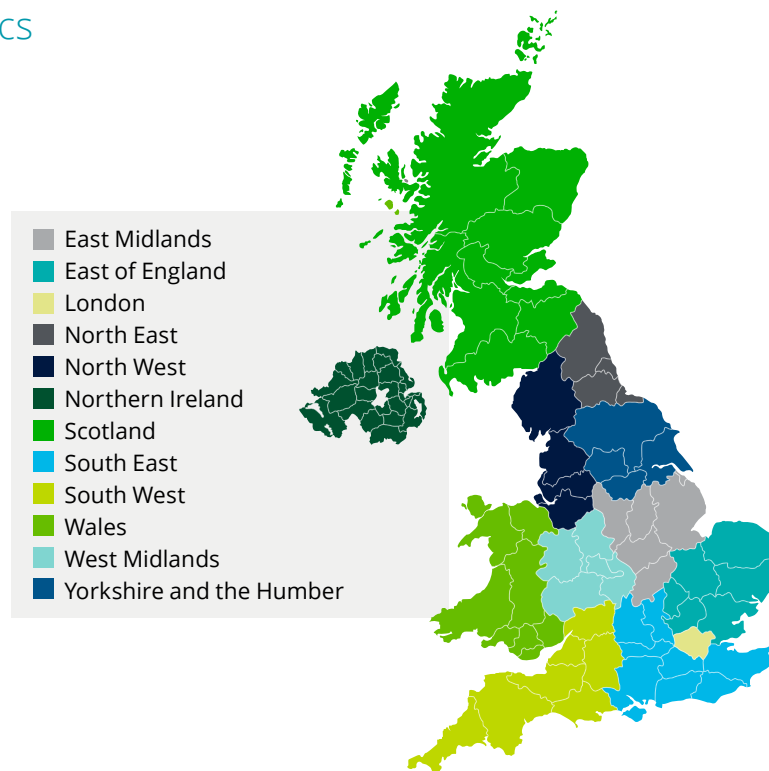 cs
East Midlands
East of England
London
North East
North West
Northern Ireland
Scotland
South East
South West
Wales
West Midlands
Yorkshire and the Humber